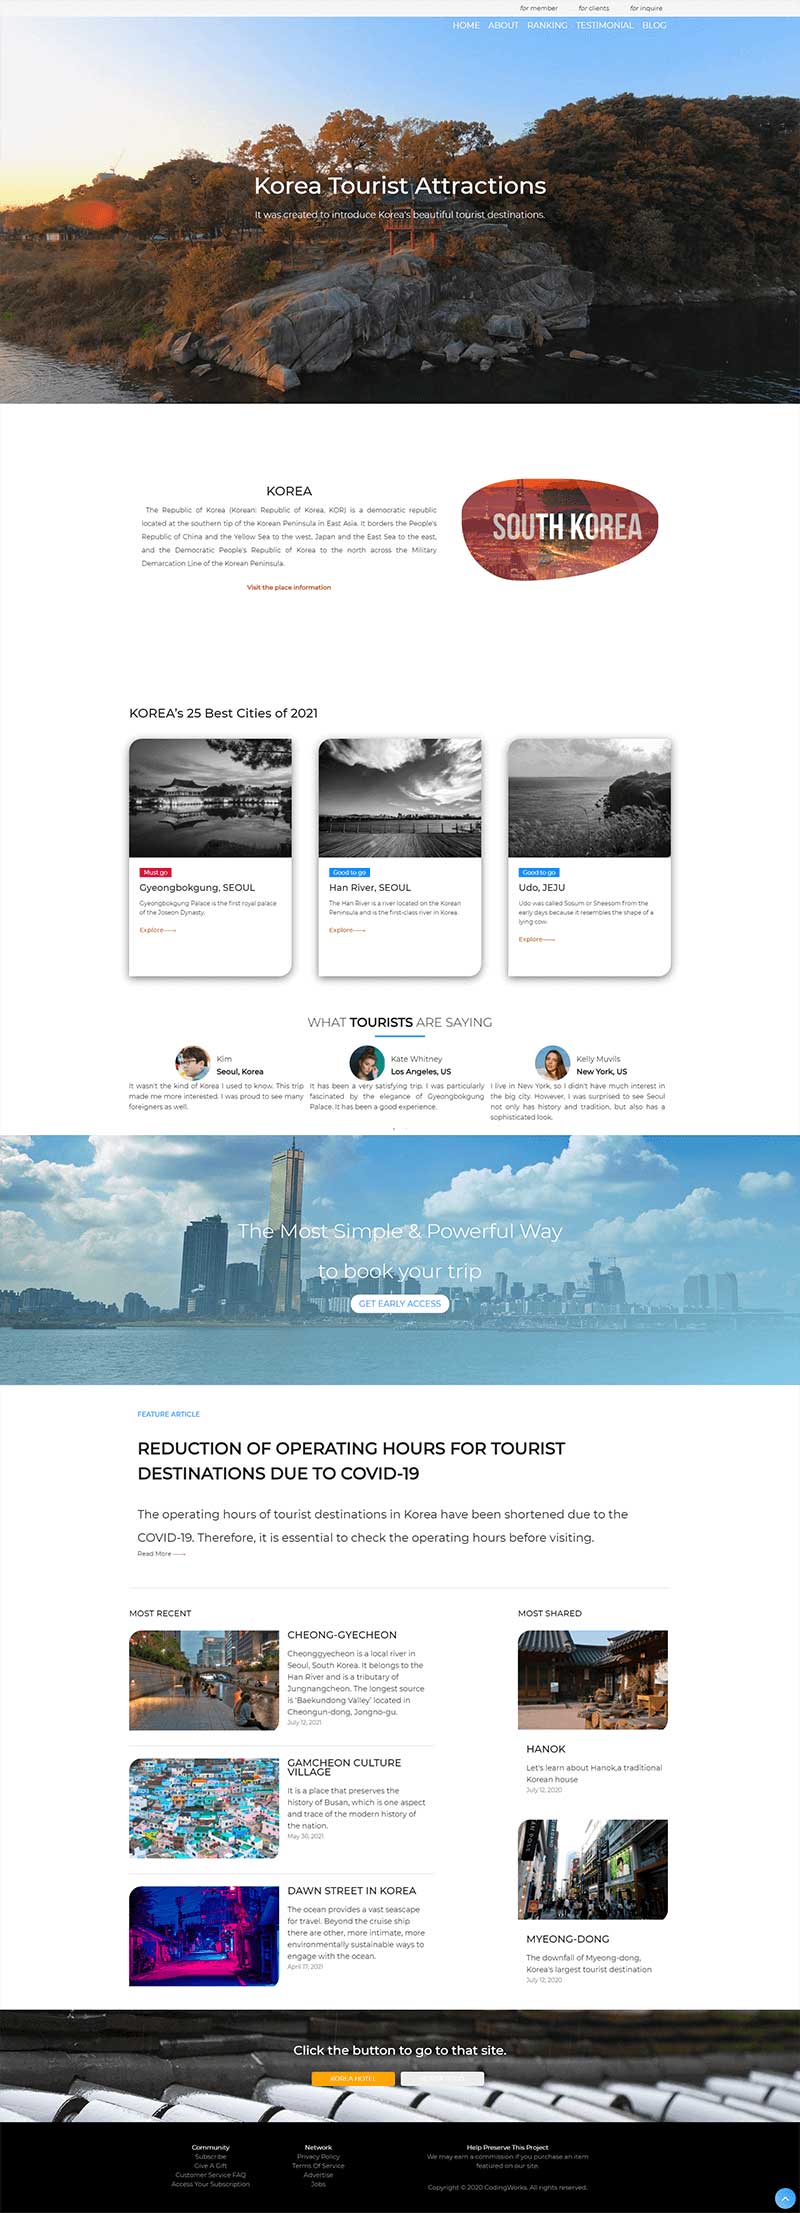 for member for clients for inquire
HOME ABOUT RANKING TESTIMONIAL BLOG
Korea Tourist Attractions
It was created to introduce Korea's beautiful tourist destinations.
KOREA
The Republic of Korea (Korean: Republic of Korea, KOR) is a democratic republic
located at the southern tip of the Korean Peninsula in East Asia. It borders the People's
Republic of China and the Yellow Sea to the west, Japan and the East Sea to the east,
and the Democratic People's Republic of Korea to the north across the Military
Demarcation Line of the Korean Peninsula.
Visit the place information
SOUTH KOREA
KOREA's 25 Best Cities of 2021
Must go
Gyeongbokgung, SEOUL
Gyeongbokgung Palace is the first royal palace
of the Joseon Dynasty.
Explore
Good to go
Han River, SEOUL
The Han River is a river located on the Korean
Peninsula and is the first-class river in Korea.
Explore
Good to go
Udo, JEJU
Udo was called Sosum or Sheesom from the
early days because it resembles the shape of a
lying cow.
Explore
WHAT TOURISTS ARE SAYING
Kim
Seoul, Korea
It wasn't the kind of Korea I used to know. This trip
made me more interested. I was proud to see many
foreigners as well.
Kate Whitney
Los Angeles, US
It has been a very satisfying trip. I was particularly
fascinated by the elegance of Gyeongbokgung
Palace. It has been a good experience.
Kelly Muvils
New York, US
I live in New York, so I didn't have much interest in
the big city. However, I was surprised to see Seoul
not only has history and tradition, but also has a
sophisticated look.
The Most Simple & Powerful Way
to book your trip
GET EARLY ACCESS
FEATURE ARTICLE
REDUCTION OF OPERATING HOURS FOR TOURIST
DESTINATIONS DUE TO COVID-19
The operating hours of tourist destinations in Korea have been shortened due to the
COVID-19. Therefore, it is essential to check the operating hours before visiting.
Read More
MOST RECENT
CHEONG-GYECHEON
Cheonggyecheon is a local river in
Seoul, South Korea. It belongs to the
Han River and is a tributary of
Jungnangcheon. The longest source
is 'Baekundong Valley' located in
Cheongun-dong, Jongno-gu.
July 12, 2021
GAMCHEON CULTURE
VILLAGE
It is a place that preserves the
history of Busan, which is one aspect
and trace of the modern history of
the nation.
May 30, 2021
DAWN STREET IN KOREA
The ocean provides a vast seascape
for travel. Beyond the cruise ship
there are other, more intimate, more
environmentally sustainable ways to
engage with the ocean.
April 17, 2021
MOST SHARED
HANOK
Let's learn about Hanok,a traditional
Korean house
July 12, 2020
MYEONG-DONG
The downfall of Myeong-dong,
Korea's largest tourist destination
July 12, 2020
Click the button to go to that site.
KOREA HOTEL
Community
Subscribe
Give A Gift
Customer Service FAQ
Access Your Subscription
Network
Privacy Policy
Terms Of Service
Advertise
Jobs
Help Preserve This Project
We may earn a commission if you purchase an item
featured on our site.
Copyright © 2020 CodingWorks. All rights reserved.